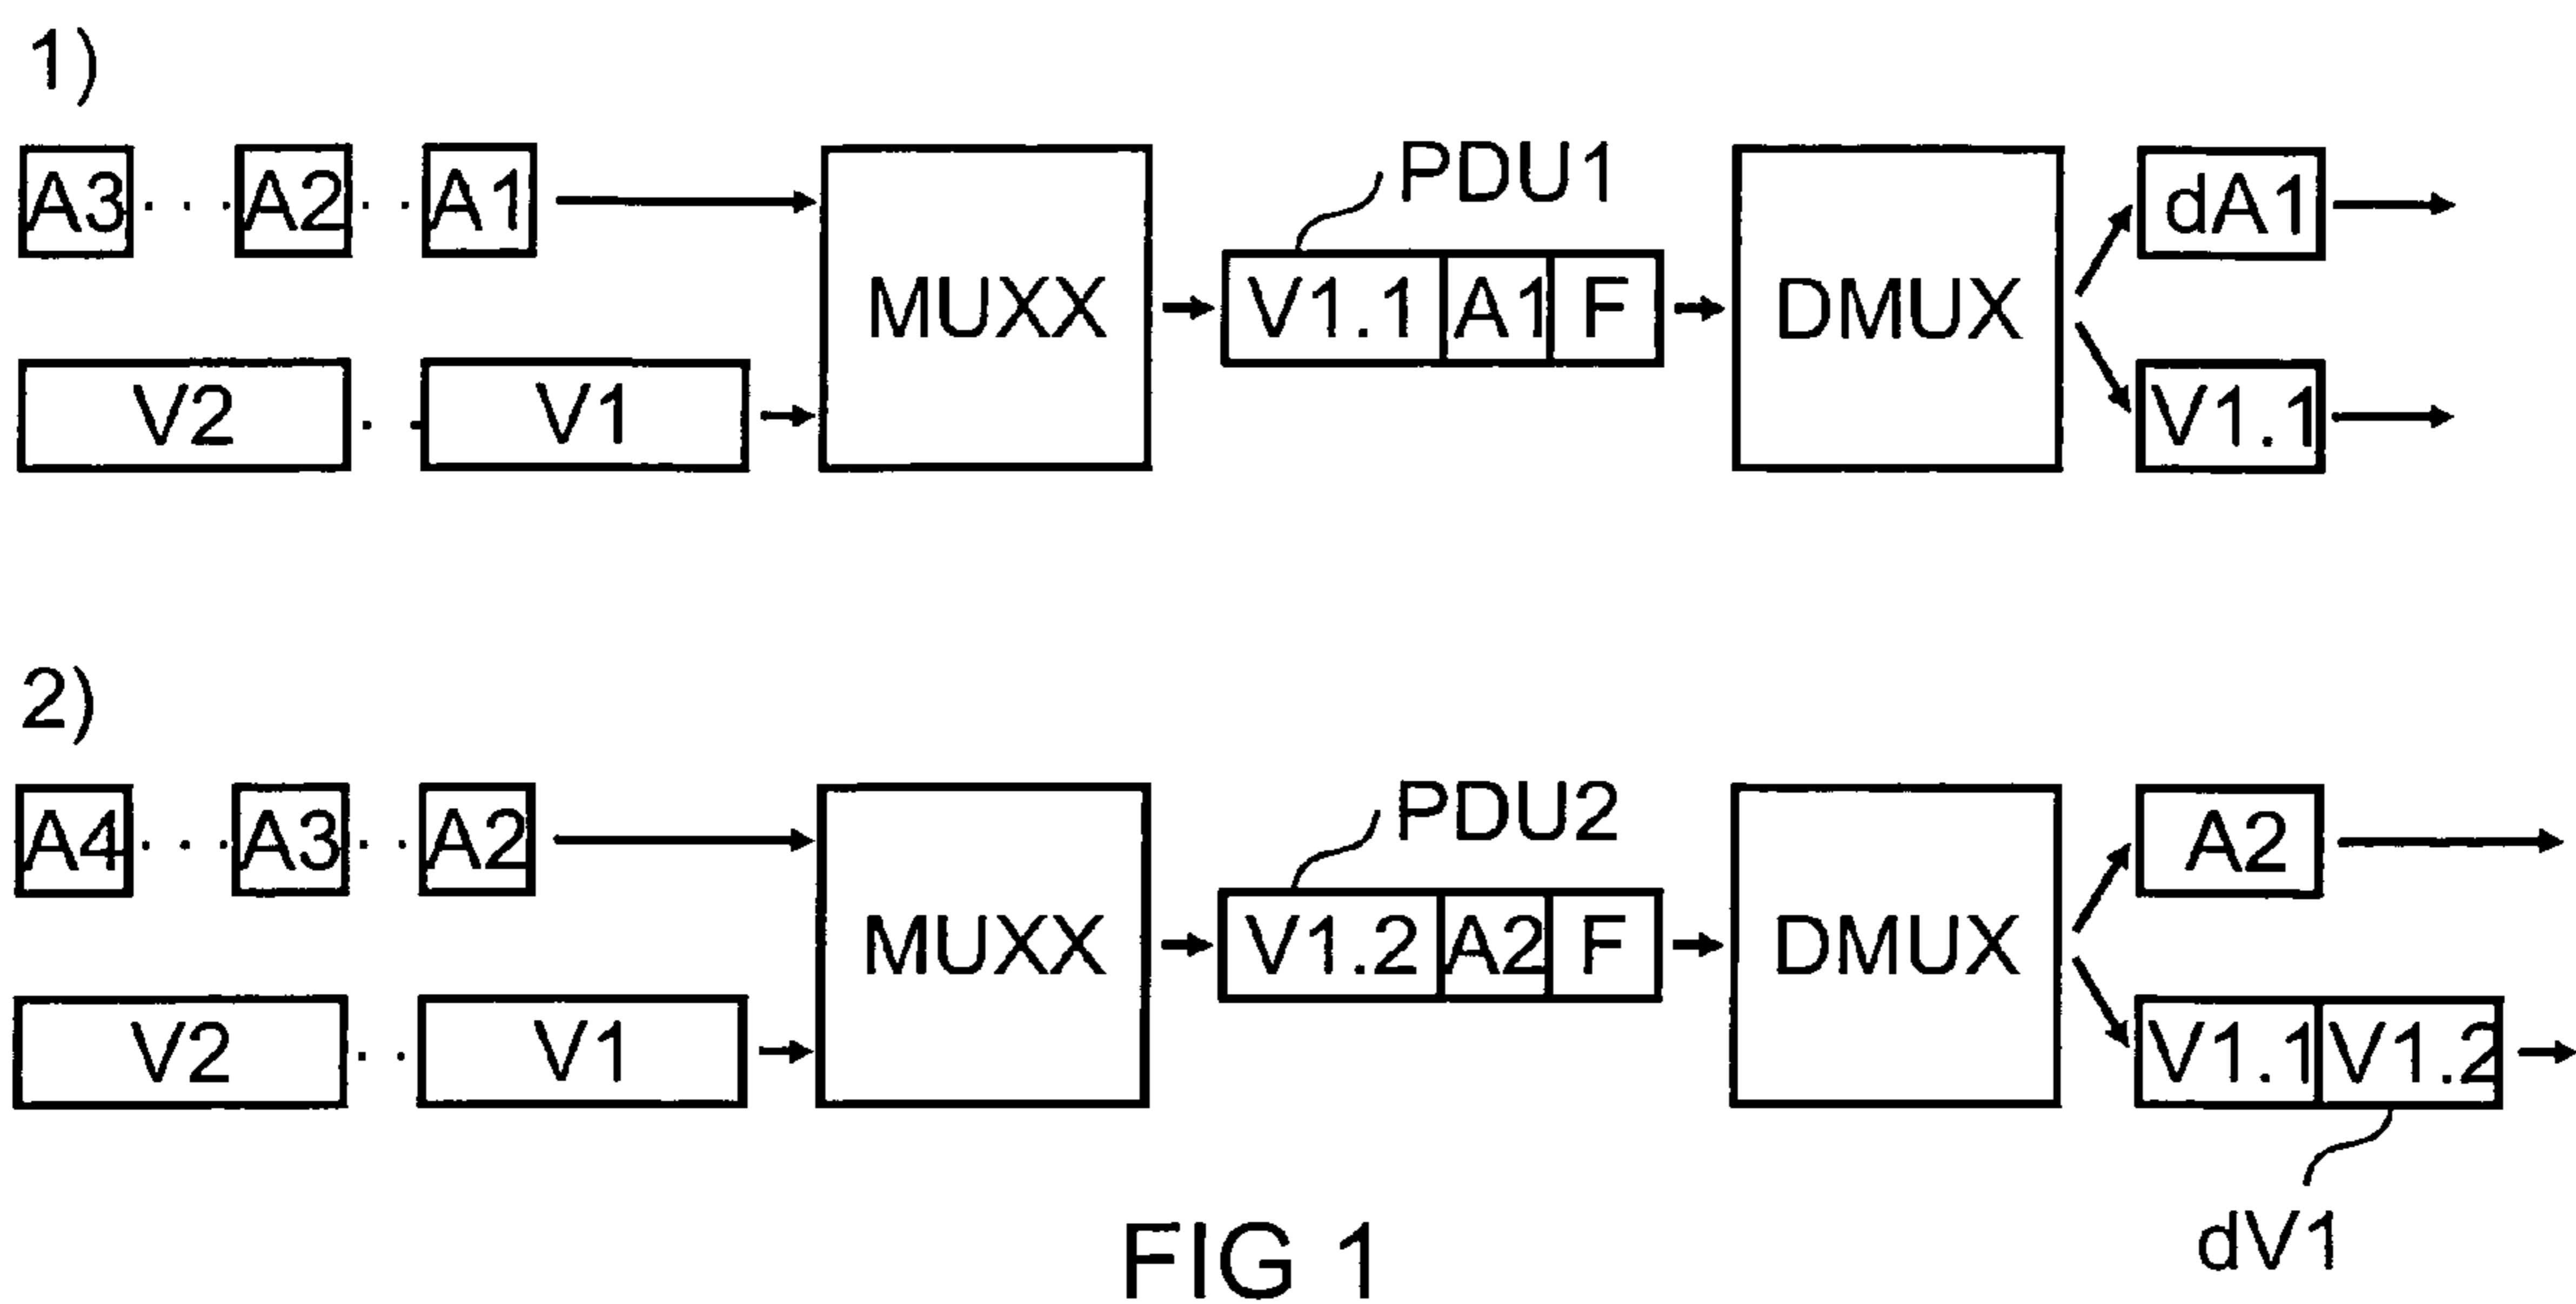 1)
A3 A2 A1
V2 V1
MUXX
PDU1
V1.1 A1 F
DMUX
dA1
V1.1
2)
A4 A3 A2
V2 V1
MUXX
PDU2
V1.2 A2 F
DMUX
A2
V1.1 V1.2
dV1
FIG 1